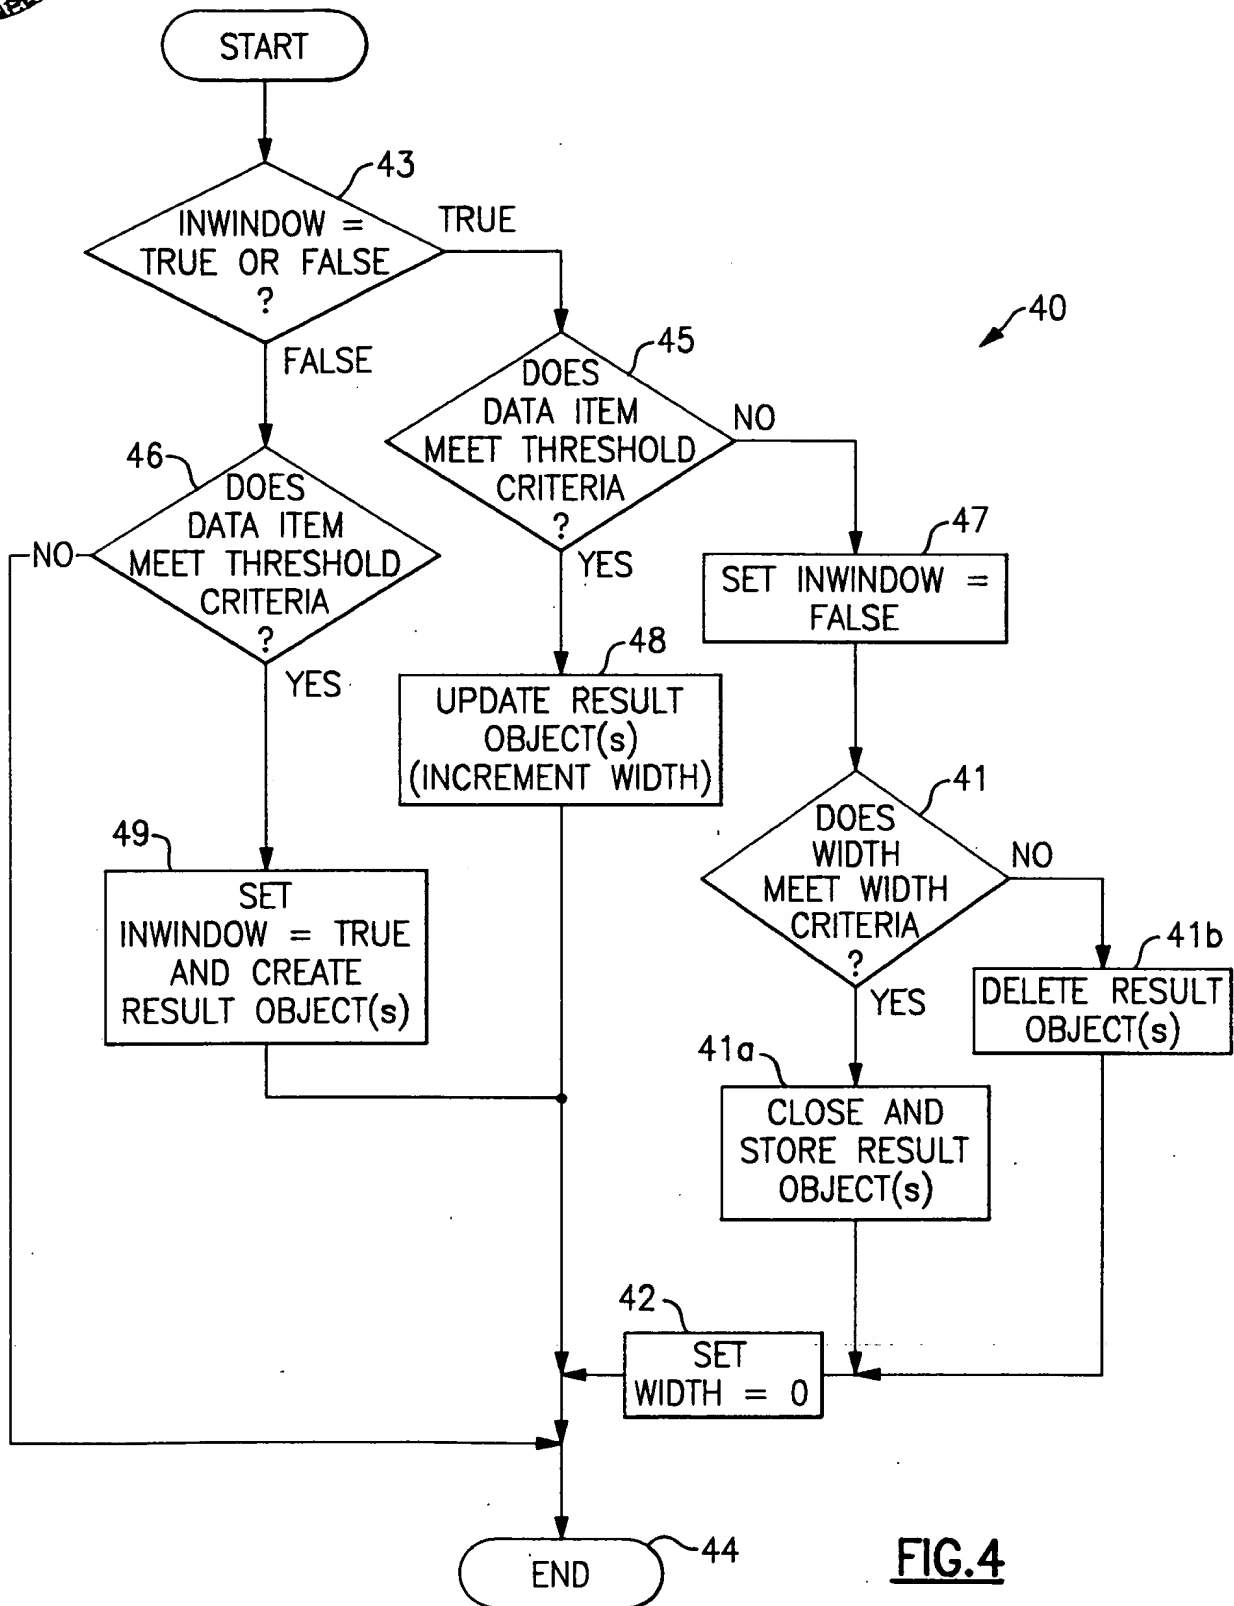 START
43
INWINDOW =
TRUE OR FALSE
?
TRUE
FALSE
40
45
DOES
DATA ITEM
MEET THRESHOLD
CRITERIA
?
NO
YES
46
DOES
DATA ITEM
MEET THRESHOLD
CRITERIA
?
NO
YES
47
SET INWINDOW =
FALSE
48
UPDATE RESULT
OBJECT(s)
(INCREMENT WIDTH)
41
DOES
WIDTH
MEET WIDTH
CRITERIA
?
NO
YES
49
SET
INWINDOW = TRUE
AND CREATE
RESULT OBJECT(s)
41b
DELETE RESULT
OBJECT(s)
41a
CLOSE AND
STORE RESULT
OBJECT(s)
42
SET
WIDTH = 0
END
44
FIG.4